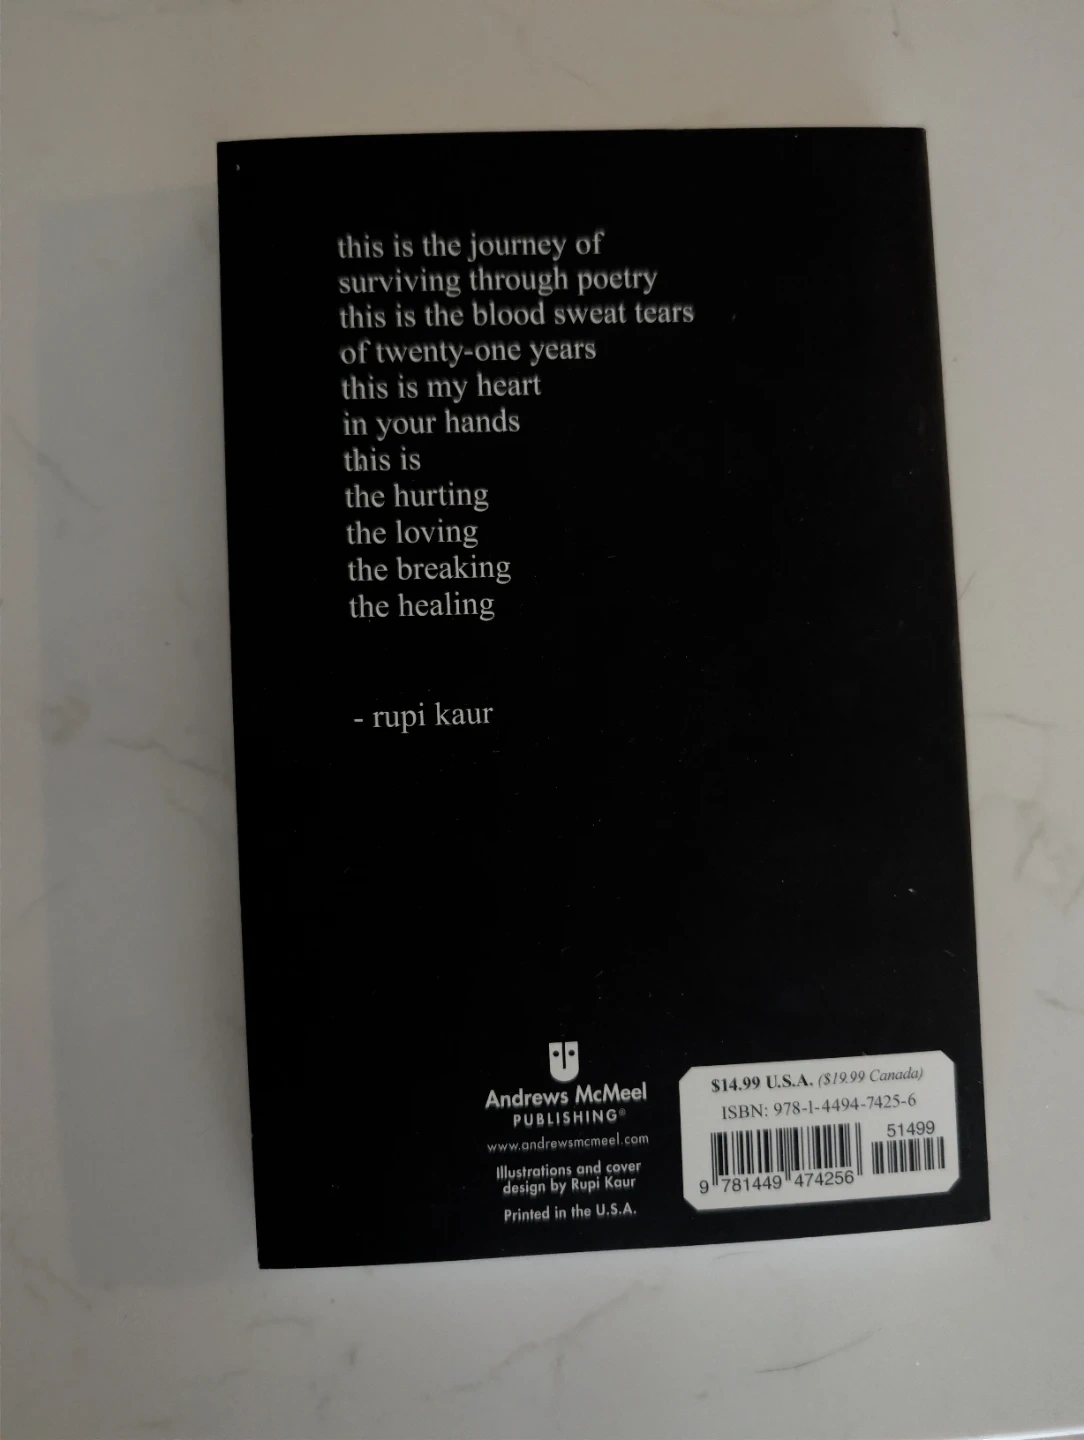 this is the journey of
surviving through poetry
this is the blood sweat tears
of twenty-one years
this is my heart
in your hands
this is
the hurting
the loving
the breaking
the healing
- rupi kaur
Andrews McMeel
PUBLISHING®
www.andrewsmcmeel.com
Illustrations and cover
design by Rupi Kaur
Printed in the U.S.A.
$14.99 U.S.A. ($19.99 Canada)
ISBN: 978-1-4494-7425-6
51499
9 781449 474256